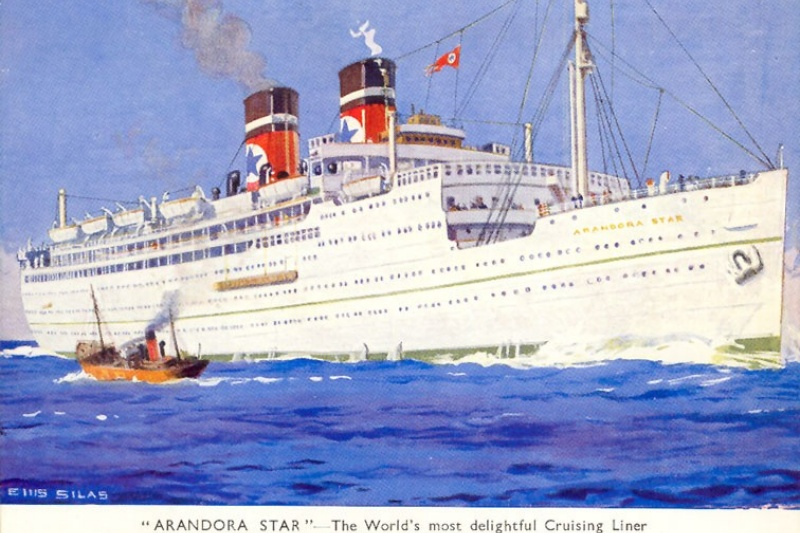 ARANDORA STAR
ELLIS SILAS
"ARANDORA STAR"—The World's most delightful Cruising Liner